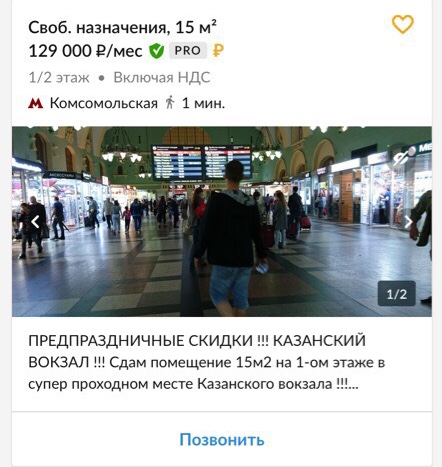 Своб. назначения, 15 м²
129 000 ₽/мес PRO ₽
1/2 этаж • Включая НДС
Комсомольская 1 мин.
1/2
ПРЕДПРАЗДНИЧНЫЕ СКИДКИ !!! КАЗАНСКИЙ
ВОКЗАЛ !!! Сдам помещение 15м2 на 1-ом этаже в
супер проходном месте Казанского вокзала !!!...
Позвонить